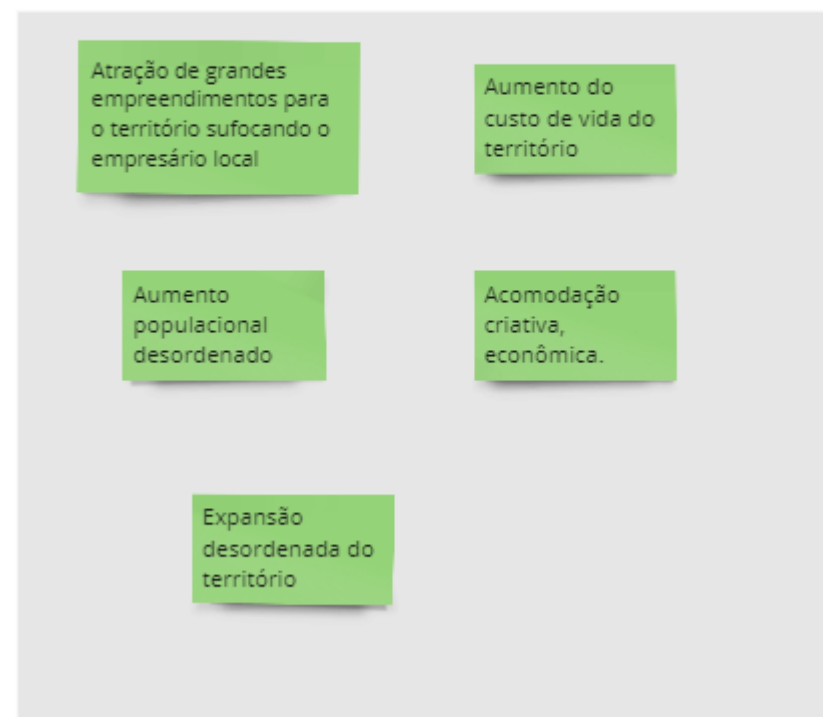 Atração de grandes
empreendimentos para
o território sufocando o
empresário local
Aumento do
custo de vida do
território
Aumento
populacional
desordenado
Acomodação
criativa,
econômica.
Expansão
desordenada do
território